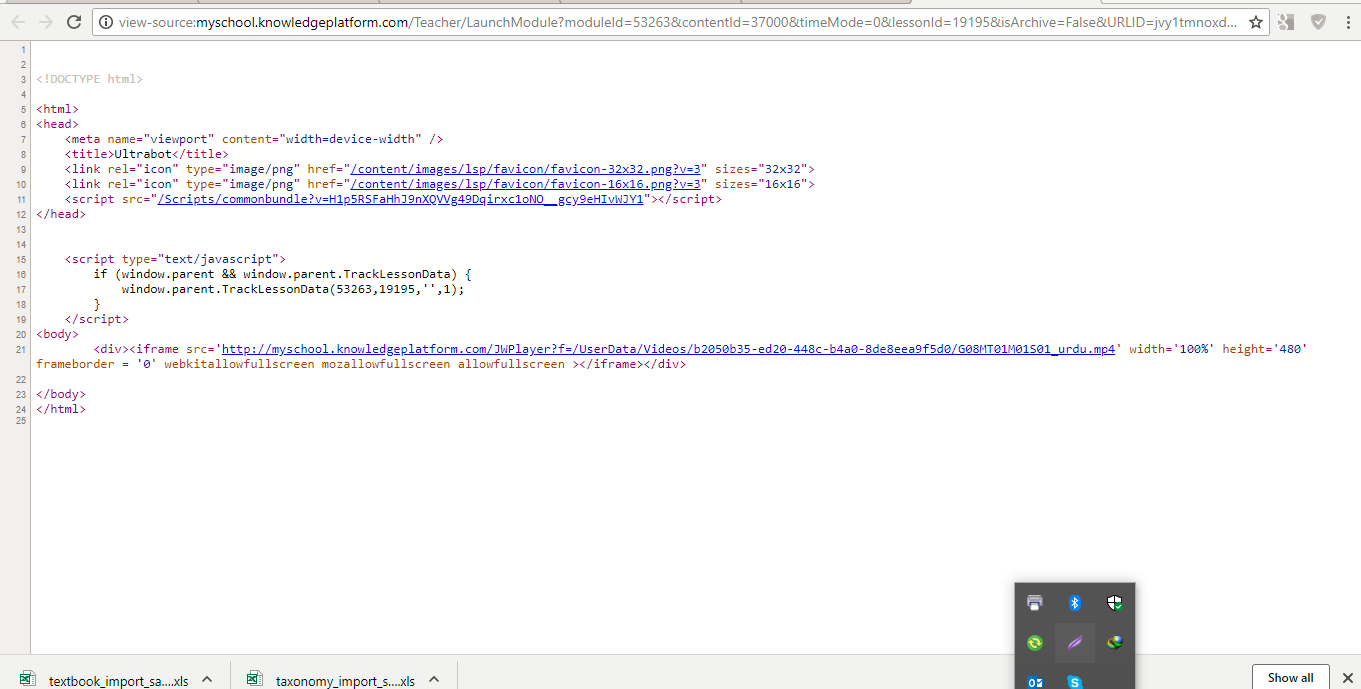 view-source:myschool.knowledgeplatform.com/Teacher/LaunchModule?moduleId=53263&contentId=37000&timeMode=0&lessonId=19195&isArchive=False&URLID=jvy1tmnoxd...
1
2
3 <!DOCTYPE html>
4
5 <html>
6 <head>
7 <meta name="viewport" content="width=device-width" />
8 <title>Ultrabot</title>
9 <link rel="icon" type="image/png" href="/content/images/lsp/favicon/favicon-32x32.png?v=3" sizes="32x32">
10 <link rel="icon" type="image/png" href="/content/images/lsp/favicon/favicon-16x16.png?v=3" sizes="16x16">
11 <script src="/Scripts/commonbundle?v=H1p5RSFaHhJ9nXQVVg49Dqirxc1oNO__gcy9eHIvWJY1"></script>
12 </head>
13
14
15 <script type="text/javascript">
16 if (window.parent && window.parent.TrackLessonData) {
17 window.parent.TrackLessonData(53263,19195,'',1);
18 }
19 </script>
20 <body>
21 <div><iframe src='http://myschool.knowledgeplatform.com/JWPlayer?f=/UserData/Videos/b2050b35-ed20-448c-b4a0-8de8eea9f5d0/G08MT01M01S01_urdu.mp4' width='100%' height='480'
frameborder = '0' webkitallowfullscreen mozallowfullscreen allowfullscreen ></iframe></div>
22
23 </body>
24 </html>
25
textbook_import_sa....xls
taxonomy_import_s....xls
Show all